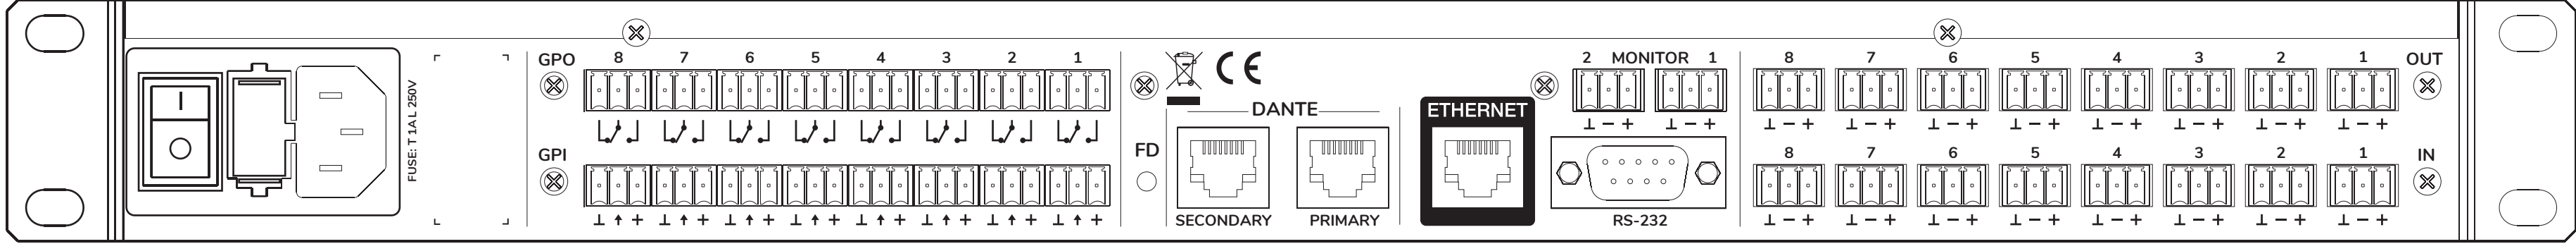 GPO 8 7 6 5 4 3 2 1
2 MONITOR 1
8 7 6 5 4 3 2 1 OUT
CE
I
O
FUSE: T 1A L 250V
DANTE
ETHERNET
⊥ − +  ⊥ − +
⊥ − +  ⊥ − +  ⊥ − +  ⊥ − +  ⊥ − +  ⊥ − +  ⊥ − +  ⊥ − +
GPI
FD
8 7 6 5 4 3 2 1 IN
⊥ ↑ +  ⊥ ↑ +  ⊥ ↑ +  ⊥ ↑ +  ⊥ ↑ +  ⊥ ↑ +  ⊥ ↑ +  ⊥ ↑ +
SECONDARY
PRIMARY
RS-232
⊥ − +  ⊥ − +  ⊥ − +  ⊥ − +  ⊥ − +  ⊥ − +  ⊥ − +  ⊥ − +